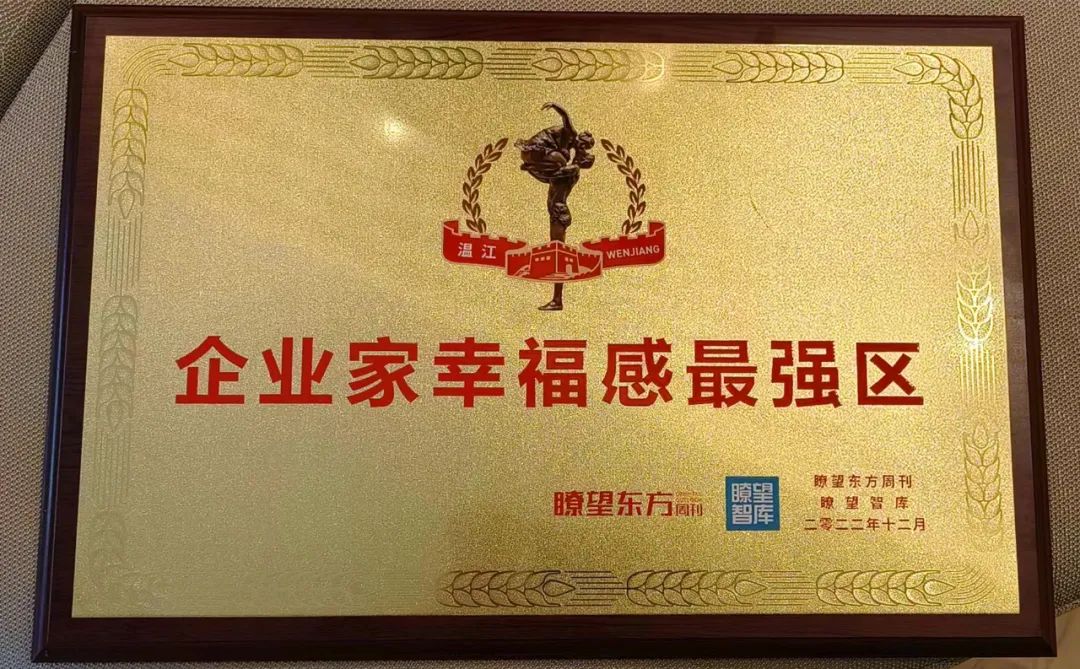 温江 WENJIANG
企业家幸福感最强区
瞭望东方周刊
瞭望智库
瞭望东方周刊
瞭望智库
二零二二年十二月